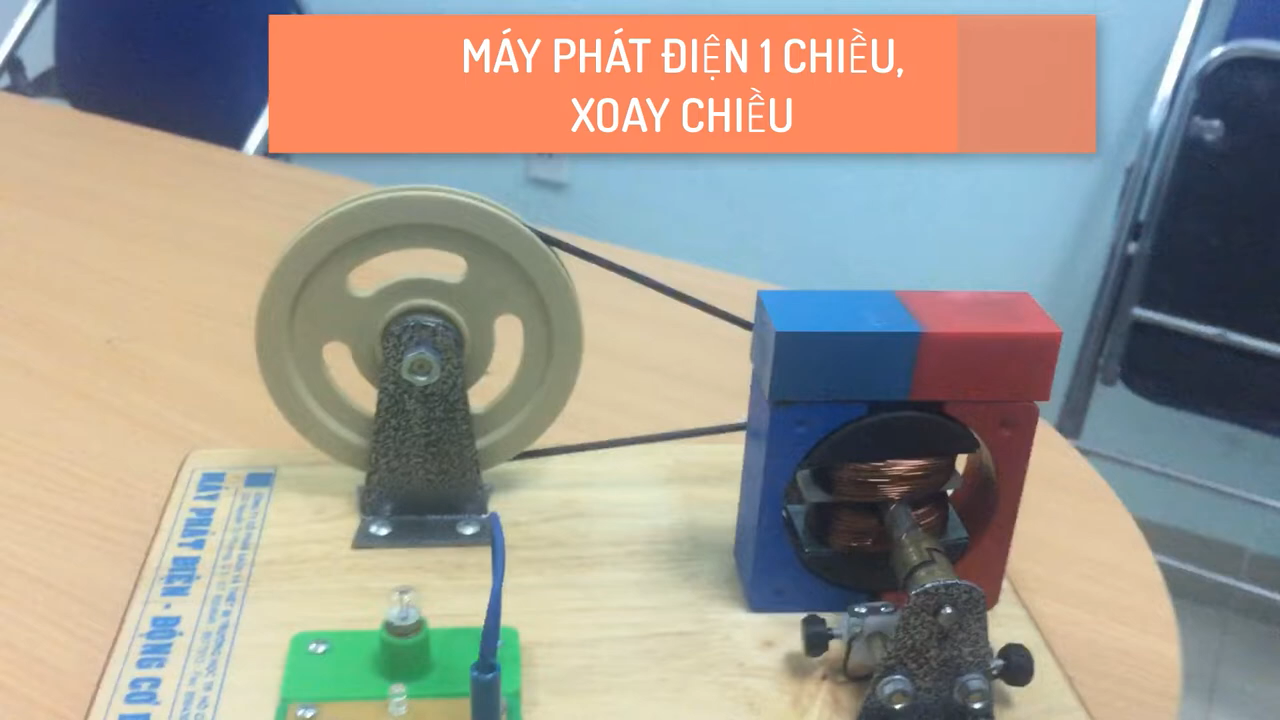 MÁY PHÁT ĐIỆN 1 CHIỀU,
XOAY CHIỀU
MÁY PHÁT ĐIỆN - ĐỘNG CƠ